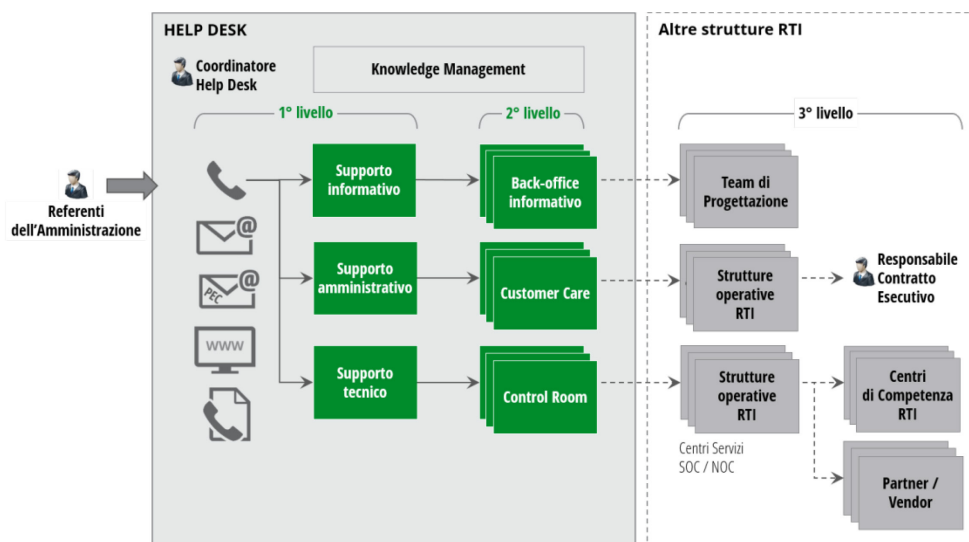 HELP DESK
Altre strutture RTI
Coordinatore
Help Desk
Knowledge Management
1° livello
2° livello
3° livello
Referenti
dell'Amministrazione
@
@
PEC
WWW
Supporto
informativo
Back-office
informativo
Team di
Progettazione
Supporto
amministrativo
Customer Care
Strutture
operative
RTI
Responsabile
Contratto
Esecutivo
Supporto
tecnico
Control Room
Strutture
operative
RTI
Centri
di Competenza
RTI
Centri Servizi
SOC / NOC
Partner /
Vendor